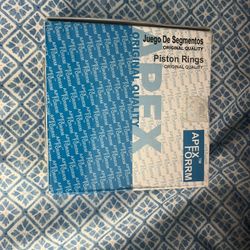 Juego De Segmentos
ORIGINAL QUALITY
Piston Rings
ORIGINAL QUALITY
APEX
ORIGINAL QUALITY
APEX
FORRM